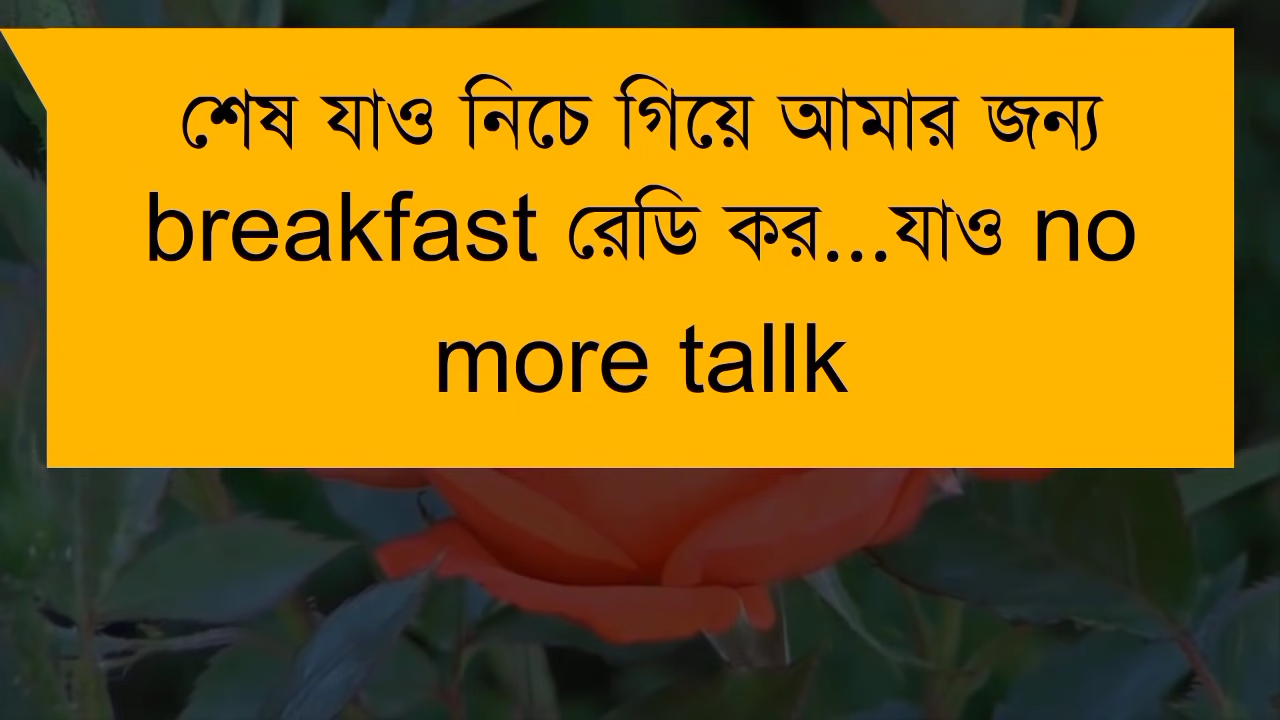 শেষ যাও নিচে গিয়ে আমার জন্য
breakfast রেডি কর...যাও no
more tallk